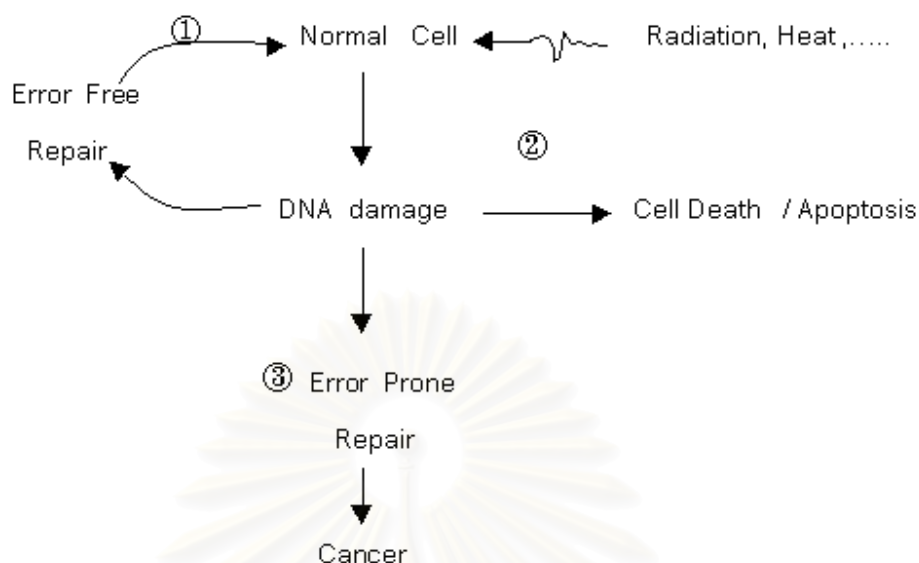 ①
Normal Cell
Radiation, Heat ,.....
Error Free
Repair
②
DNA damage
Cell Death / Apoptosis
③ Error Prone
Repair
Cancer